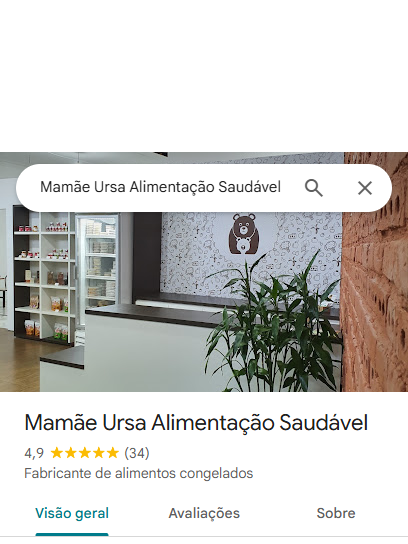 Mamãe Ursa Alimentação Saudável
Mamãe Ursa Alimentação Saudável
4,9 (34)
Fabricante de alimentos congelados
Visão geral
Avaliações
Sobre